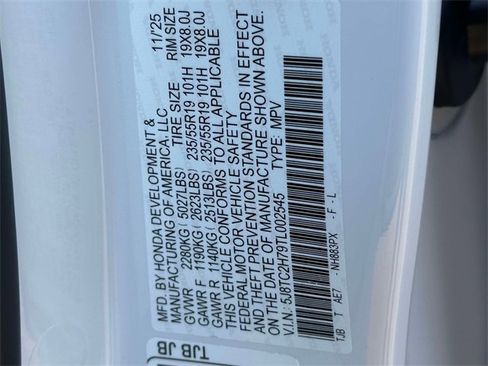 MFD. BY HONDA DEVELOPMENT & 11/25
MANUFACTURING OF AMERICA, LLC
TIRE SIZE RIM SIZE
GVWR 2280KG (5027LBS)
GAWR F 1190KG (2623LBS) 235/55R19 101H 19X8.0J
GAWR R 1140KG (2513LBS) 235/55R19 101H 19X8.0J
THIS VEHICLE CONFORMS TO ALL APPLICABLE
FEDERAL MOTOR VEHICLE SAFETY
AND THEFT PREVENTION STANDARDS IN EFFECT
ON THE DATE OF MANUFACTURE SHOWN ABOVE.
V.I.N.: 5J8TC2H79TL002645 TYPE: MPV
TJB T AE7 NH883PX - F - L
TJB JB